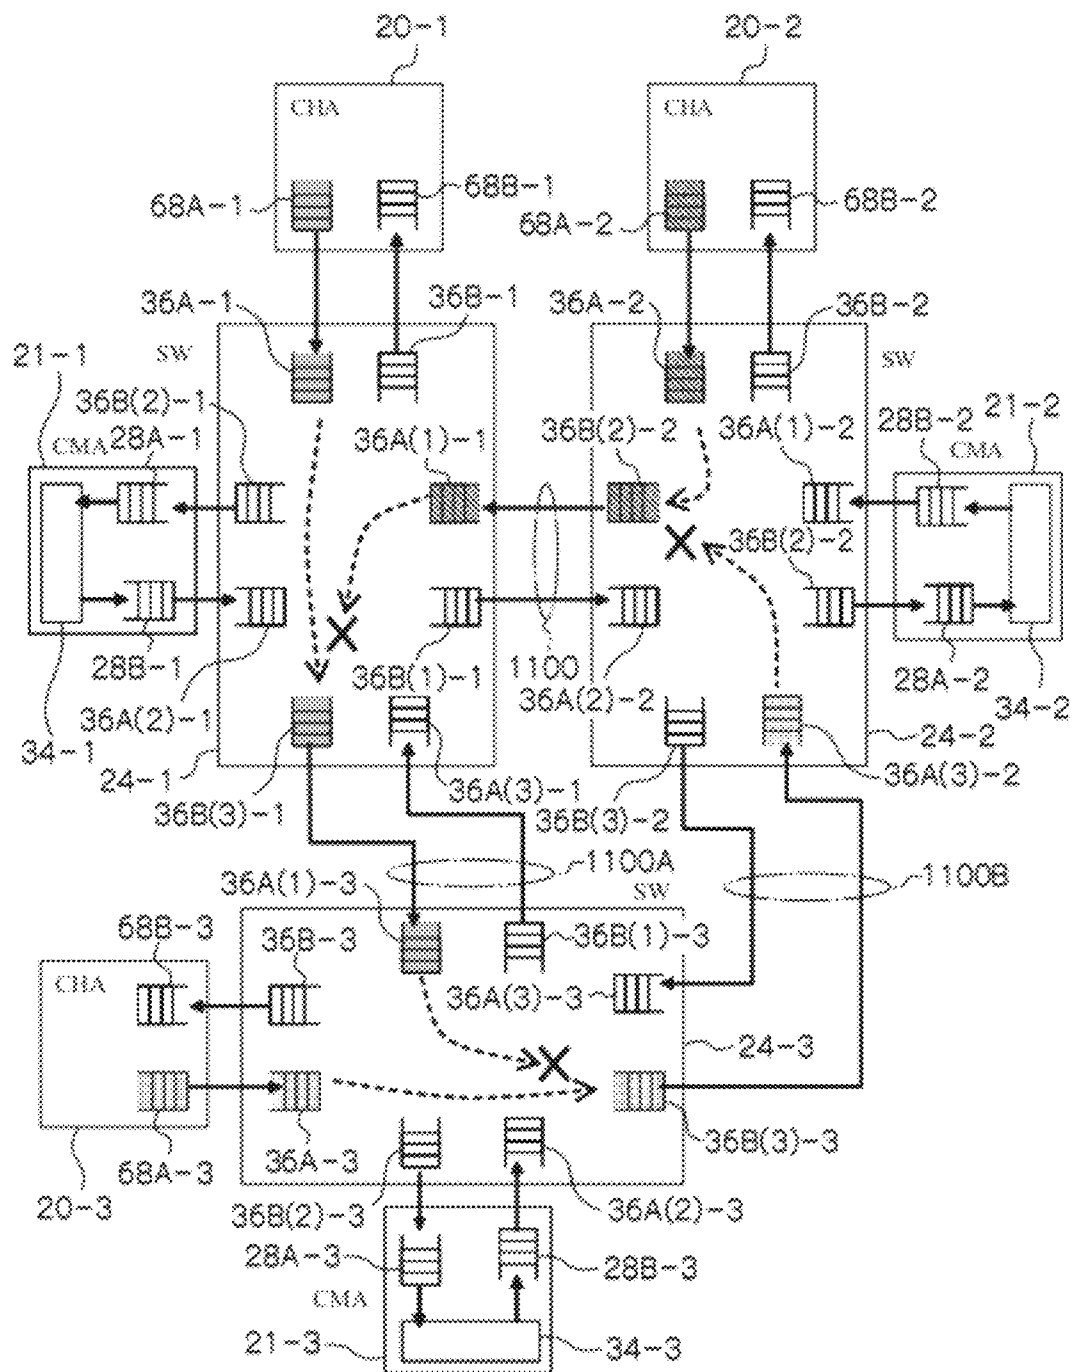 20-1 20-2
CHA CHA
68A-1 68B-1 68A-2 68B-2
36A-1 36B-1 36A-2 36B-2
21-1 SW SW
36B(2)-1 36A(1)-1 36B(2)-2 36A(1)-2 28B-2 21-2
28A-1
CMA CMA
36B(2)-2
28B-1 36B(1)-1 1100 28A-2
36A(2)-1 36A(2)-2 34-2
34-1 24-1 24-2
36B(3)-1 36A(3)-1 36B(3)-2 36A(3)-2
1100A 1100B
36A(1)-3 SW
68B-3 36B-3 36B(1)-3
CHA 36A(3)-3
24-3
68A-3 36A-3 36B(3)-3
20-3 36B(2)-3 36A(2)-3
28A-3 28B-3
CMA
21-3 34-3